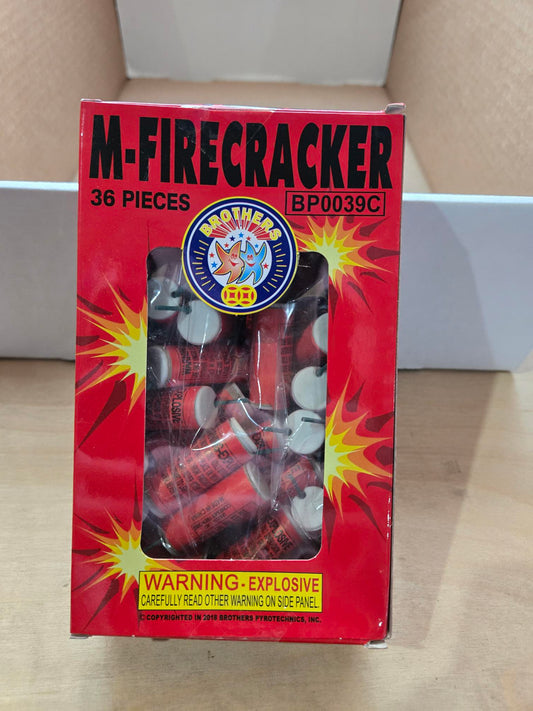 M-FIRECRACKER
36 PIECES
BP0039C
BROTHERS
WARNING - EXPLOSIVE
CAREFULLY READ OTHER WARNING ON SIDE PANEL.
© COPYRIGHTED IN 2018 BROTHERS PYROTECHNICS, INC.